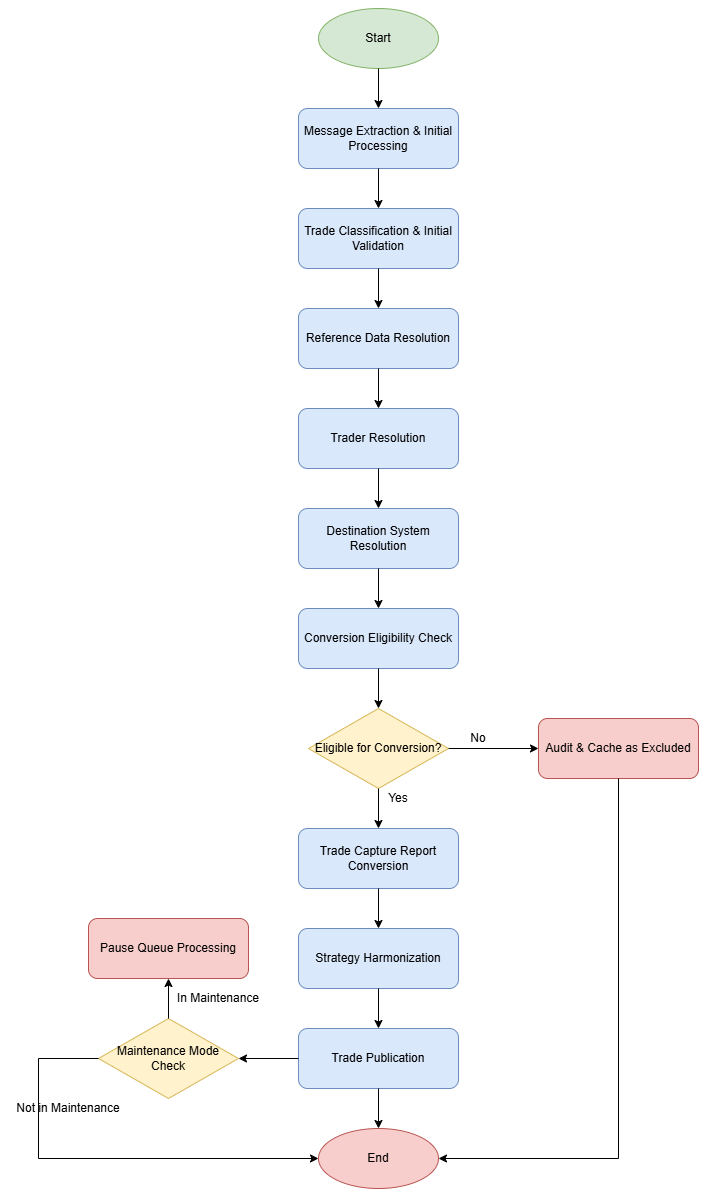 Start
Message Extraction & Initial
Processing
Trade Classification & Initial
Validation
Reference Data Resolution
Trader Resolution
Destination System
Resolution
Conversion Eligibility Check
Eligible for Conversion?
No
Audit & Cache as Excluded
Yes
Trade Capture Report
Conversion
Pause Queue Processing
Strategy Harmonization
In Maintenance
Maintenance Mode
Check
Trade Publication
Not in Maintenance
End